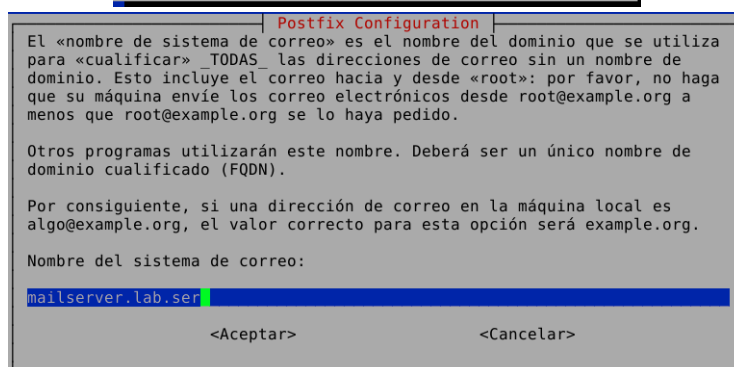 Postfix Configuration
El «nombre de sistema de correo» es el nombre del dominio que se utiliza
para «cualificar» _TODAS_ las direcciones de correo sin un nombre de
dominio. Esto incluye el correo hacia y desde «root»: por favor, no haga
que su máquina envíe los correo electrónicos desde root@example.org a
menos que root@example.org se lo haya pedido.
Otros programas utilizarán este nombre. Deberá ser un único nombre de
dominio cualificado (FQDN).
Por consiguiente, si una dirección de correo en la máquina local es
algo@example.org, el valor correcto para esta opción será example.org.
Nombre del sistema de correo:
mailserver.lab.ser
<Aceptar> <Cancelar>